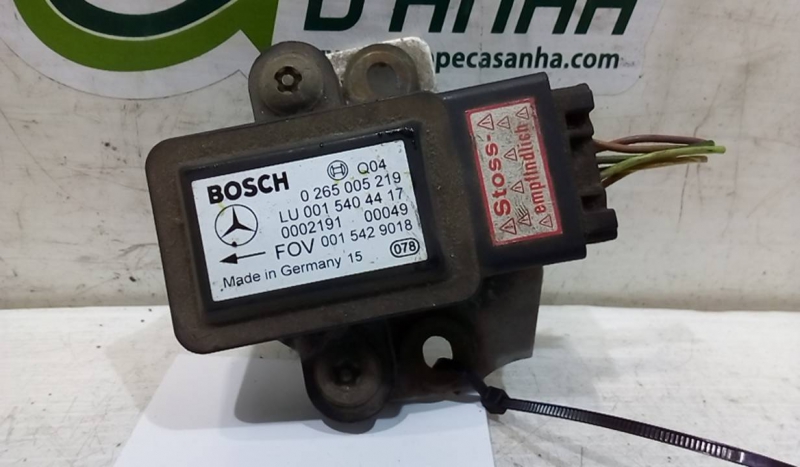 D'ANHA
pecasanha.com
Q04
BOSCH
0 265 005 219
LU 001 540 44 17
0002191 00049
FOV 001 542 9018
Made in Germany 15
078
Stoss-
empfindlich